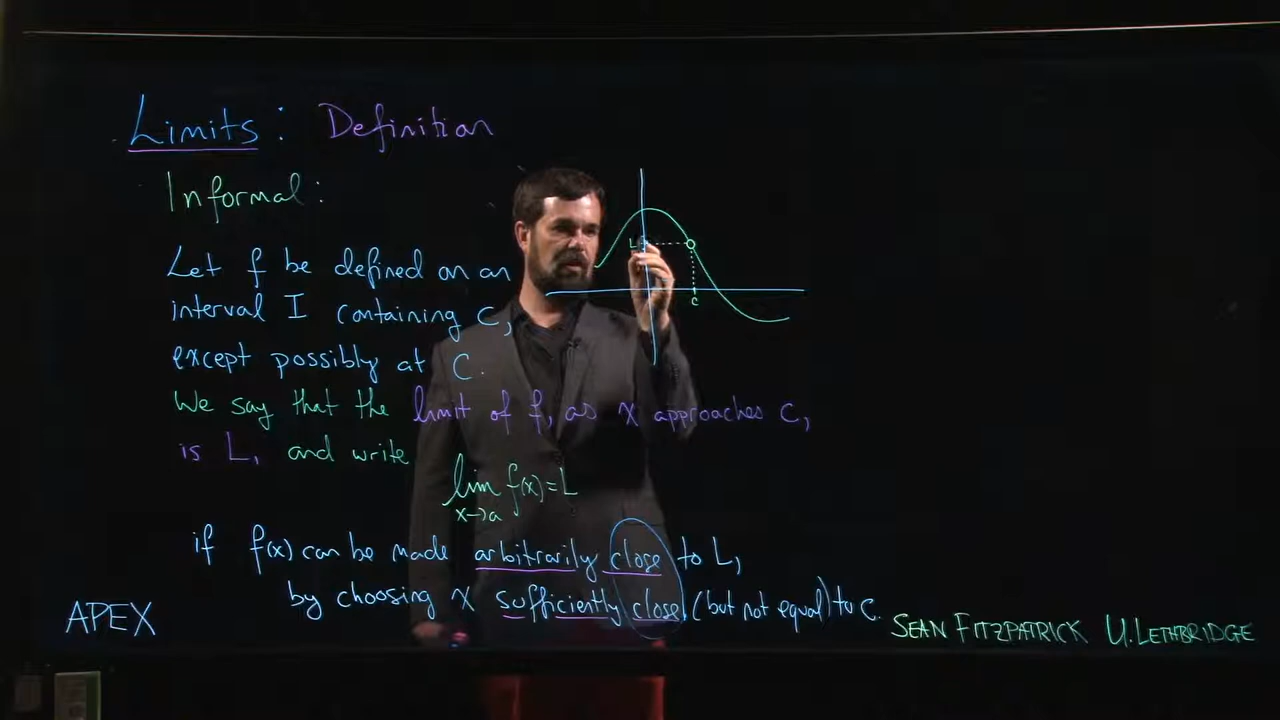 Limits: Definition
Informal:
Let f be defined on an
interval I containing c,
except possibly at c.
We say that the limit of f, as x approaches c,
is L, and write
lim f(x)=L
x→a
if f(x) can be made arbitrarily close to L,
by choosing x sufficiently close (but not equal) to c.
L
c
APEX
SEAN FITZPATRICK U. LETHBRIDGE